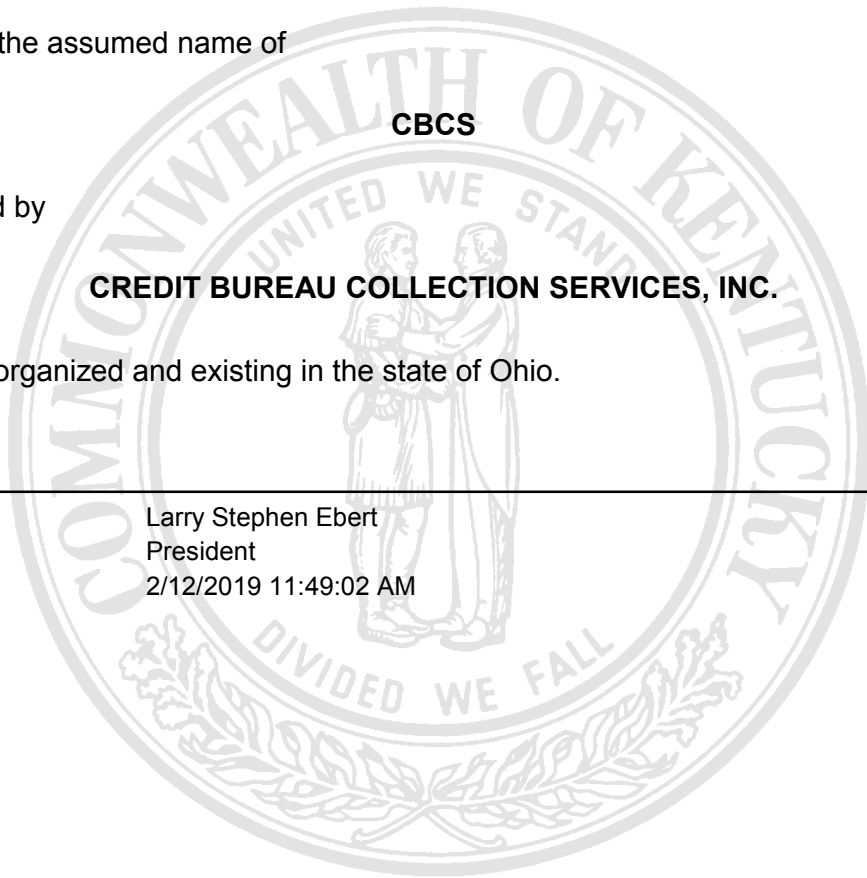 the assumed name of
CBCS
d by
CREDIT BUREAU COLLECTION SERVICES, INC.
organized and existing in the state of Ohio.
Larry Stephen Ebert
President
2/12/2019 11:49:02 AM
COMMONWEALTH OF KENTUCKY
UNITED WE STAND
DIVIDED WE FALL